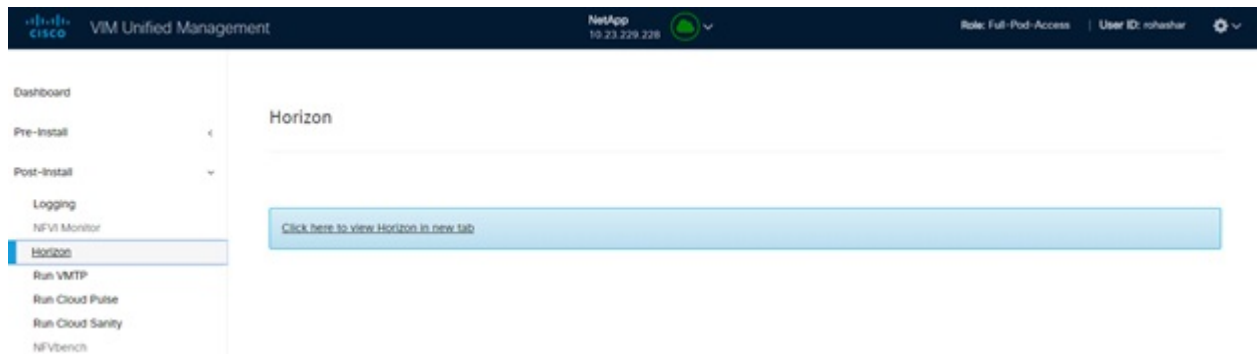 CISCO VIM Unified Management
NetApp
10.23.229.228
Role: Full-Pod-Access | User ID: rohashar
Dashboard
Pre-Install
Post-Install
Logging
NFVI Monitor
Horizon
Run VMTP
Run Cloud Pulse
Run Cloud Sanity
NFVbench
Horizon
Click here to view Horizon in new tab